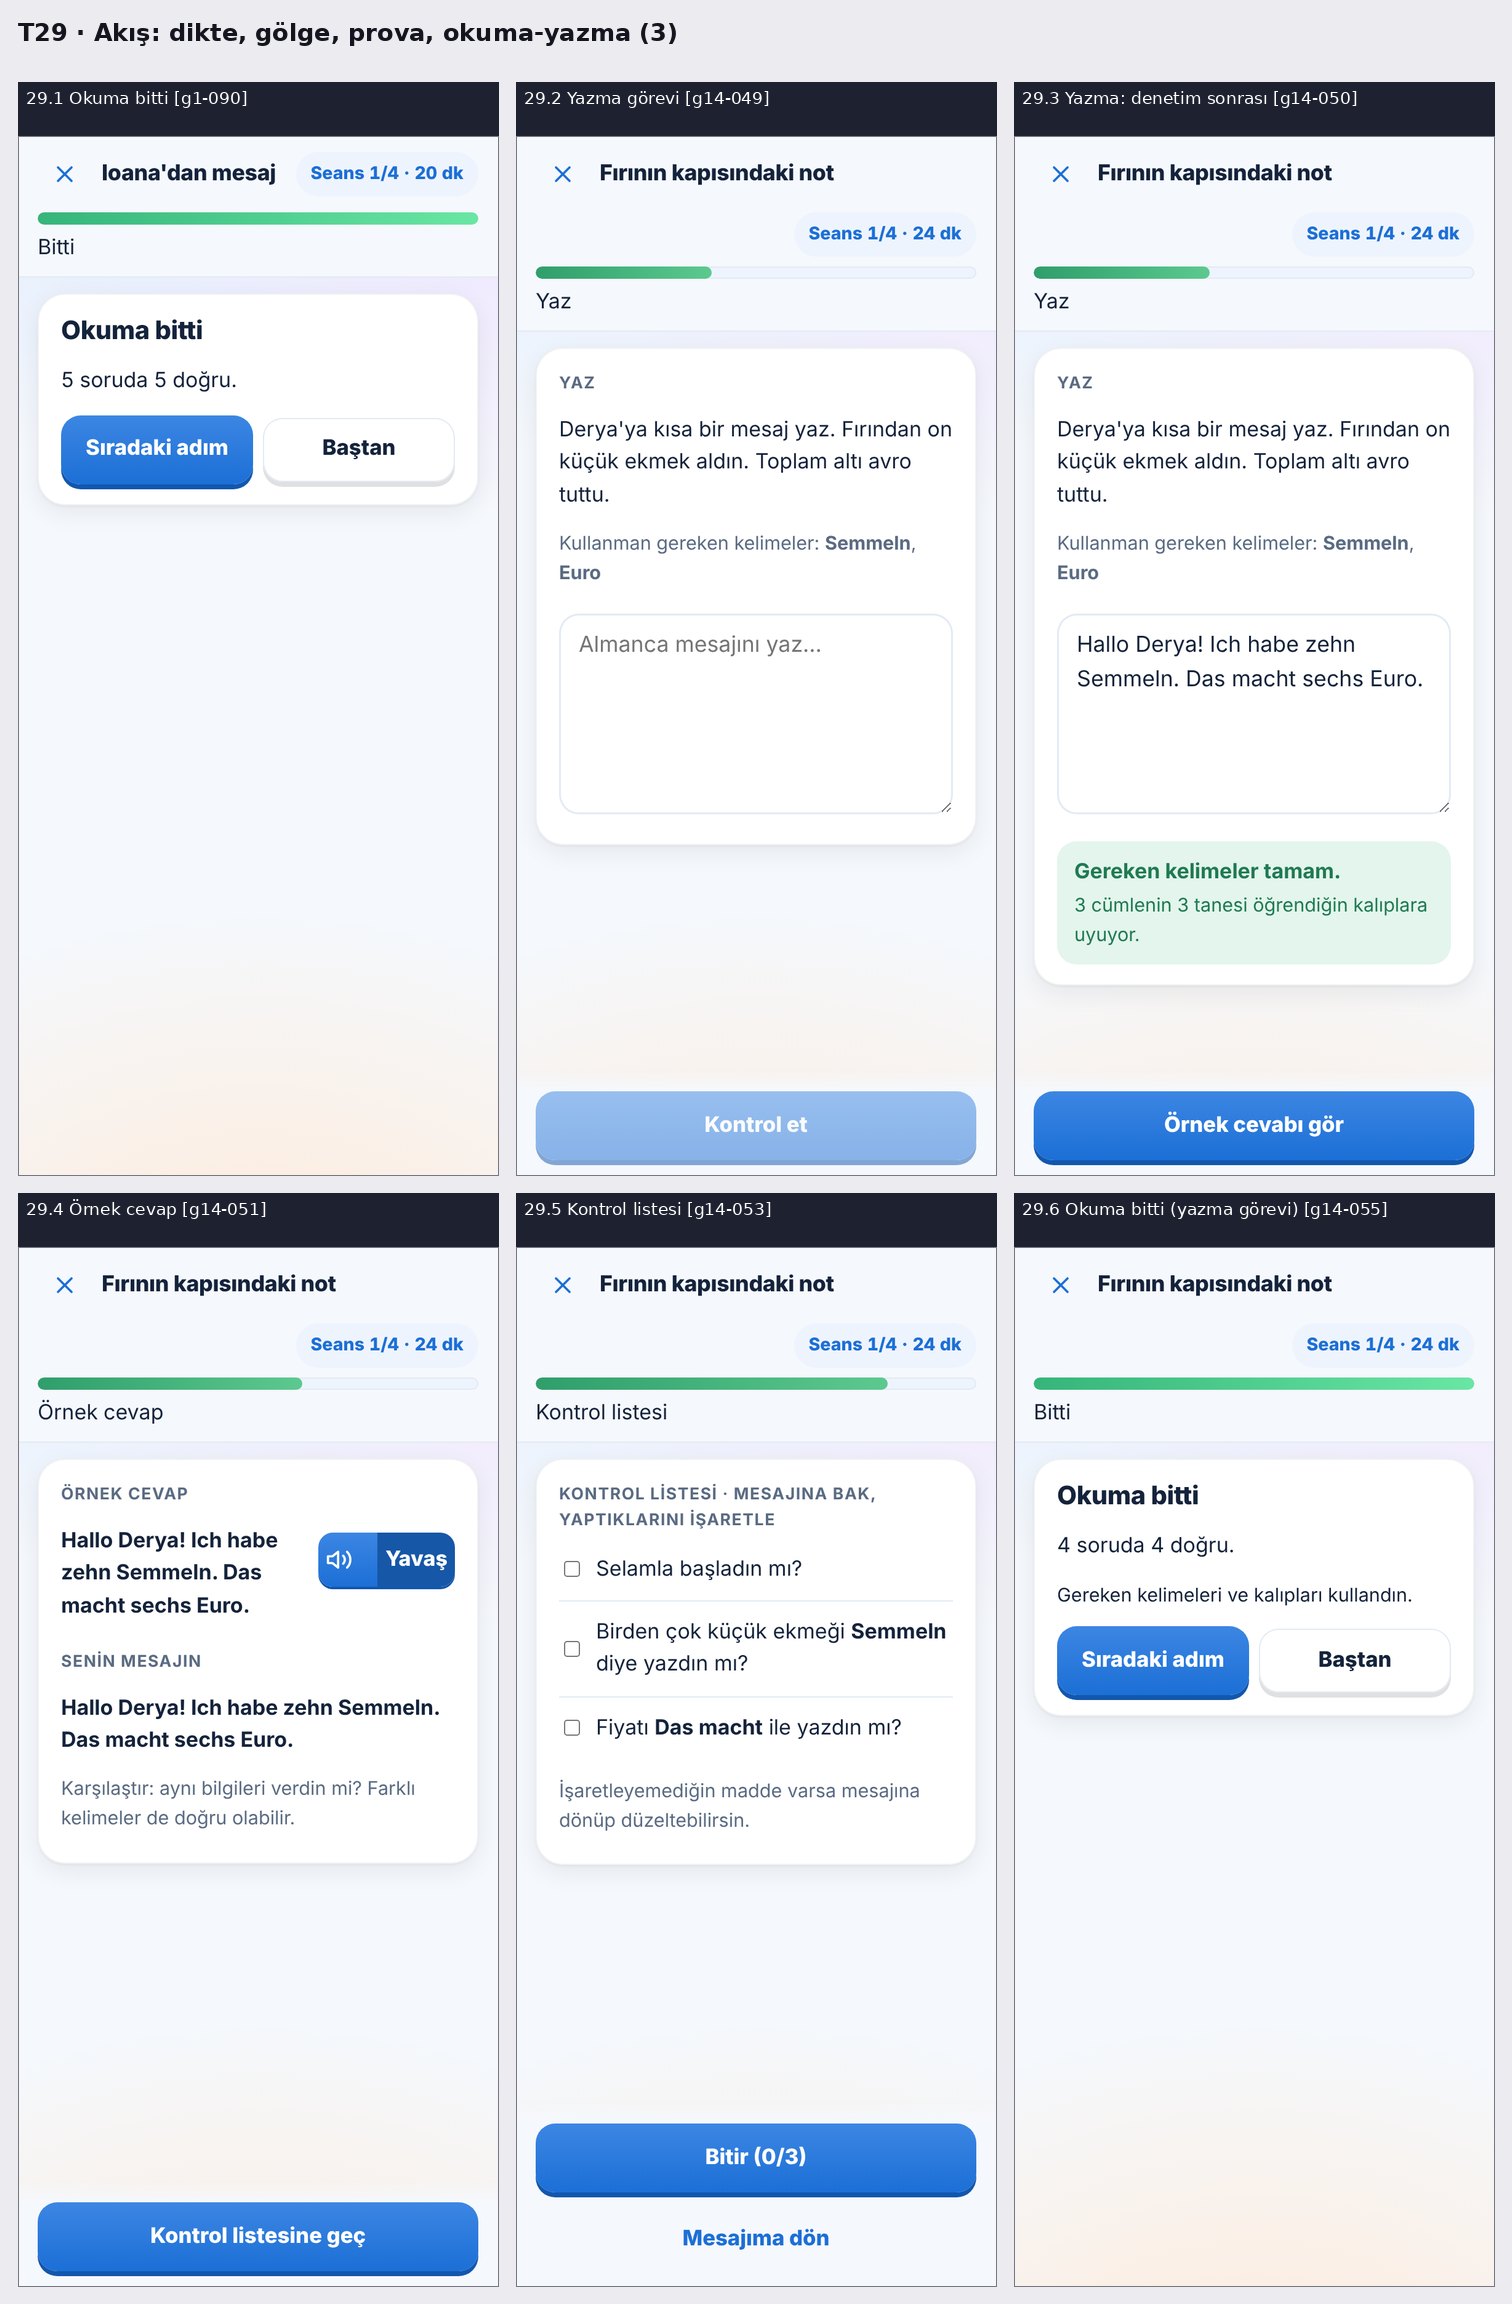 T29 · Akış: dikte, gölge, prova, okuma-yazma (3)
29.1 Okuma bitti [g1-090]
Ioana'dan mesaj
Seans 1/4 · 20 dk
Bitti
Okuma bitti
5 soruda 5 doğru.
Sıradaki adım
Baştan
29.2 Yazma görevi [g14-049]
Fırının kapısındaki not
Seans 1/4 · 24 dk
Yaz
YAZ
Derya'ya kısa bir mesaj yaz. Fırından on
küçük ekmek aldın. Toplam altı avro
tuttu.
Kullanman gereken kelimeler: Semmeln,
Euro
Almanca mesajını yaz...
Kontrol et
29.3 Yazma: denetim sonrası [g14-050]
Fırının kapısındaki not
Seans 1/4 · 24 dk
Yaz
YAZ
Derya'ya kısa bir mesaj yaz. Fırından on
küçük ekmek aldın. Toplam altı avro
tuttu.
Kullanman gereken kelimeler: Semmeln,
Euro
Hallo Derya! Ich habe zehn
Semmeln. Das macht sechs Euro.
Gereken kelimeler tamam.
3 cümlenin 3 tanesi öğrendiğin kalıplara
uyuyor.
Örnek cevabı gör
29.4 Örnek cevap [g14-051]
Fırının kapısındaki not
Seans 1/4 · 24 dk
Örnek cevap
ÖRNEK CEVAP
Hallo Derya! Ich habe
zehn Semmeln. Das
macht sechs Euro.
Yavaş
SENİN MESAJIN
Hallo Derya! Ich habe zehn Semmeln.
Das macht sechs Euro.
Karşılaştır: aynı bilgileri verdin mi? Farklı
kelimeler de doğru olabilir.
Kontrol listesine geç
29.5 Kontrol listesi [g14-053]
Fırının kapısındaki not
Seans 1/4 · 24 dk
Kontrol listesi
KONTROL LİSTESİ · MESAJINA BAK,
YAPTIKLARINI İŞARETLE
Selamla başladın mı?
Birden çok küçük ekmeği Semmeln
diye yazdın mı?
Fiyatı Das macht ile yazdın mı?
İşaretleyemediğin madde varsa mesajına
dönüp düzeltebilirsin.
Bitir (0/3)
Mesajıma dön
29.6 Okuma bitti (yazma görevi) [g14-055]
Fırının kapısındaki not
Seans 1/4 · 24 dk
Bitti
Okuma bitti
4 soruda 4 doğru.
Gereken kelimeleri ve kalıpları kullandın.
Sıradaki adım
Baştan